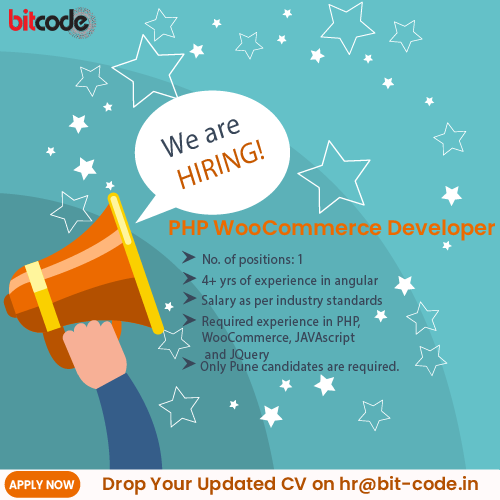 bitcode
We are
HIRING!
PHP WooCommerce Developer
No. of positions: 1
4+ yrs of experience in angular
Salary as per industry standards
Required experience in PHP,
WooCommerce, JAVAscript
and JQuery
Only Pune candidates are required.
APPLY NOW
Drop Your Updated CV on hr@bit-code.in